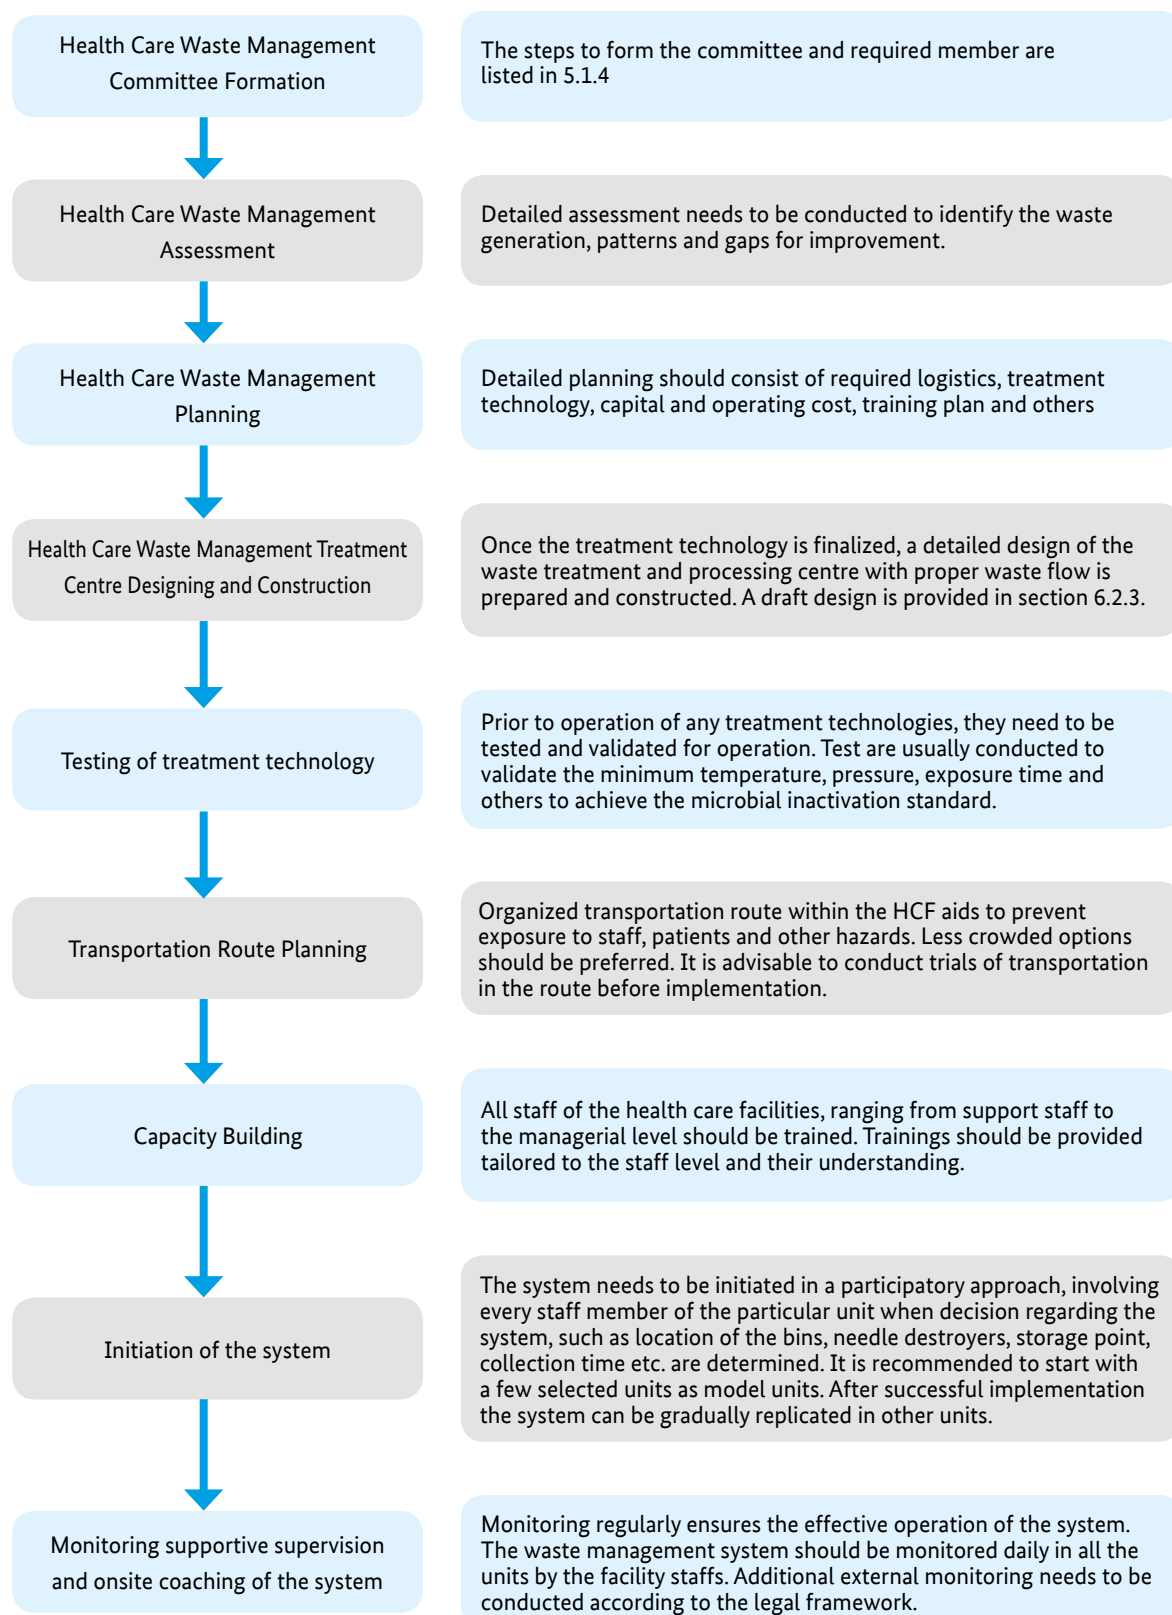 Health Care Waste Management
Committee Formation
The steps to form the committee and required member are
listed in 5.1.4
Health Care Waste Management
Assessment
Detailed assessment needs to be conducted to identify the waste
generation, patterns and gaps for improvement.
Health Care Waste Management
Planning
Detailed planning should consist of required logistics, treatment
technology, capital and operating cost, training plan and others
Health Care Waste Management Treatment
Centre Designing and Construction
Once the treatment technology is finalized, a detailed design of the
waste treatment and processing centre with proper waste flow is
prepared and constructed. A draft design is provided in section 6.2.3.
Testing of treatment technology
Prior to operation of any treatment technologies, they need to be
tested and validated for operation. Test are usually conducted to
validate the minimum temperature, pressure, exposure time and
others to achieve the microbial inactivation standard.
Transportation Route Planning
Organized transportation route within the HCF aids to prevent
exposure to staff, patients and other hazards. Less crowded options
should be preferred. It is advisable to conduct trials of transportation
in the route before implementation.
Capacity Building
All staff of the health care facilities, ranging from support staff to
the managerial level should be trained. Trainings should be provided
tailored to the staff level and their understanding.
Initiation of the system
The system needs to be initiated in a participatory approach, involving
every staff member of the particular unit when decision regarding the
system, such as location of the bins, needle destroyers, storage point,
collection time etc. are determined. It is recommended to start with
a few selected units as model units. After successful implementation
the system can be gradually replicated in other units.
Monitoring supportive supervision
and onsite coaching of the system
Monitoring regularly ensures the effective operation of the system.
The waste management system should be monitored daily in all the
units by the facility staffs. Additional external monitoring needs to be
conducted according to the legal framework.